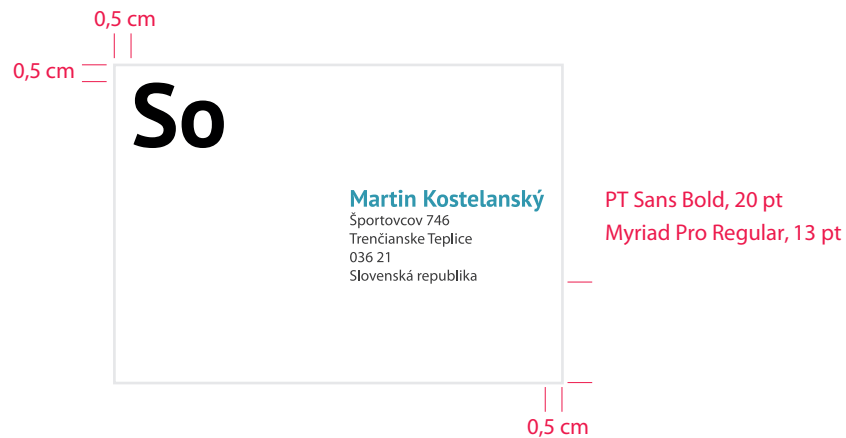 0,5 cm
0,5 cm
So
Martin Kostelanský
Športovcov 746
Trenčianske Teplice
036 21
Slovenská republika
PT Sans Bold, 20 pt
Myriad Pro Regular, 13 pt
0,5 cm